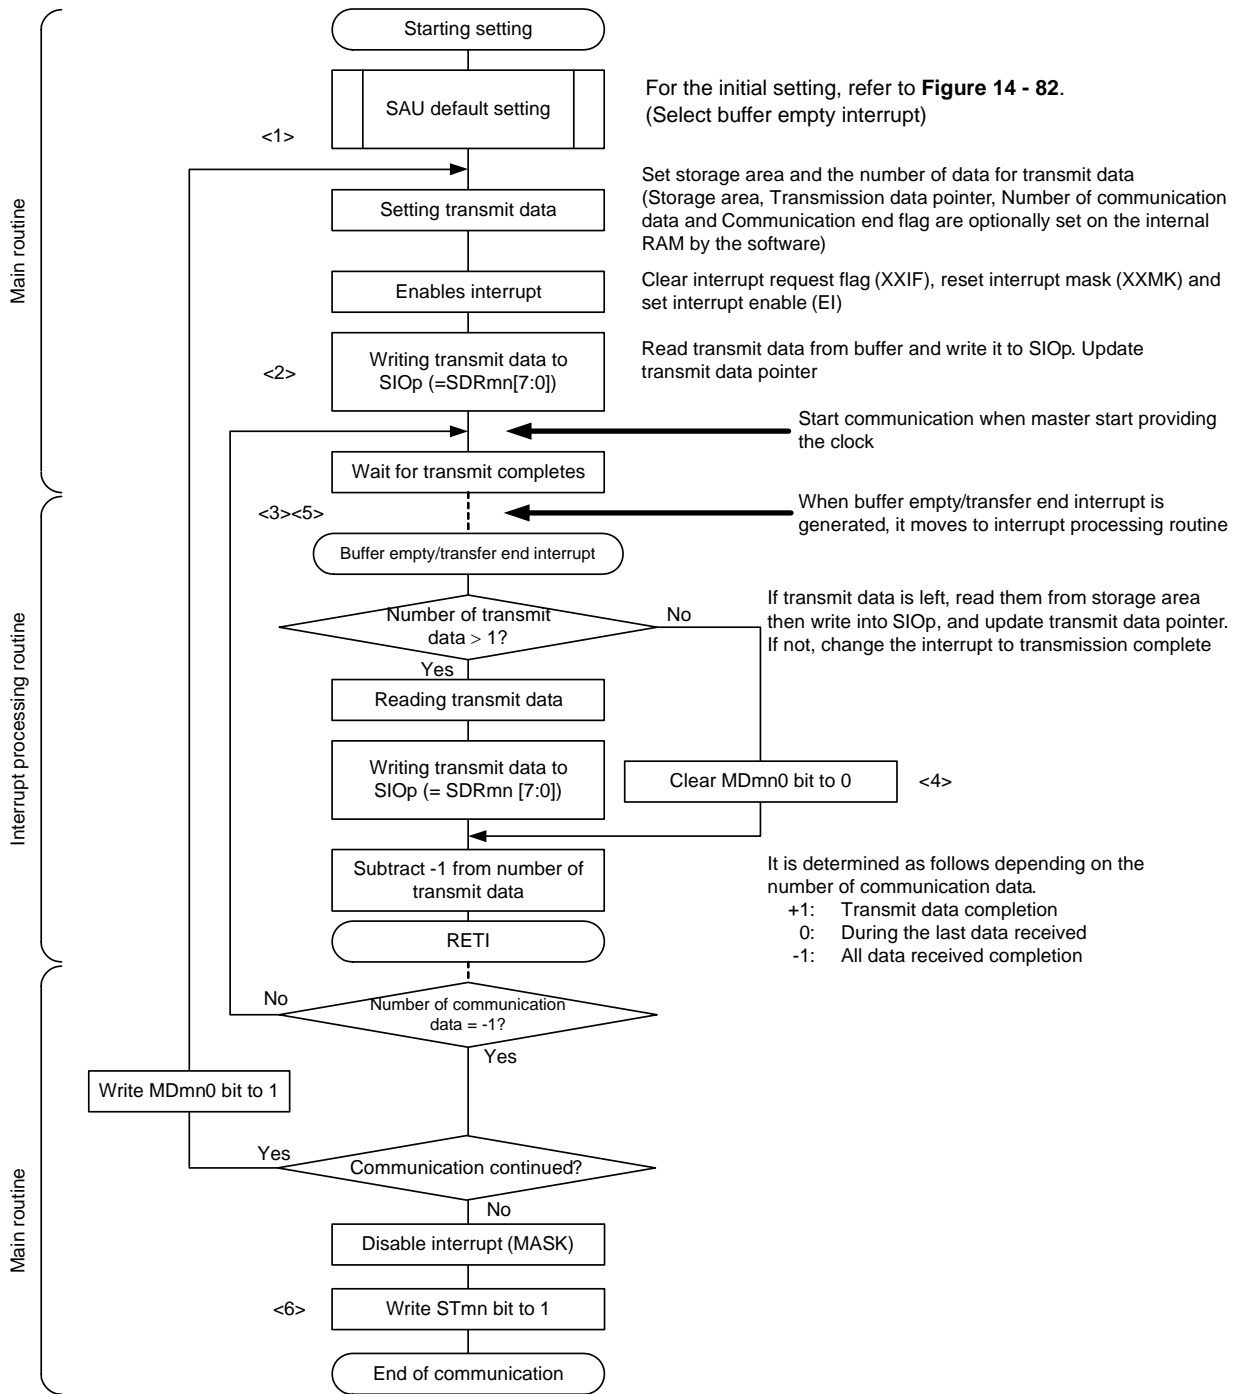 Starting setting
SAU default setting
For the initial setting, refer to Figure 14 - 82.
(Select buffer empty interrupt)
<1>
Setting transmit data
Set storage area and the number of data for transmit data
(Storage area, Transmission data pointer, Number of communication
data and Communication end flag are optionally set on the internal
RAM by the software)
Main routine
Enables interrupt
Clear interrupt request flag (XXIF), reset interrupt mask (XXMK) and
set interrupt enable (EI)
<2>
Writing transmit data to
SIOp (=SDRmn[7:0])
Read transmit data from buffer and write it to SIOp. Update
transmit data pointer
Start communication when master start providing
the clock
Wait for transmit completes
<3><5>
When buffer empty/transfer end interrupt is
generated, it moves to interrupt processing routine
Buffer empty/transfer end interrupt
Number of transmit
data > 1?
No
Yes
If transmit data is left, read them from storage area
then write into SIOp, and update transmit data pointer.
If not, change the interrupt to transmission complete
Reading transmit data
Interrupt processing routine
Writing transmit data to
SIOp (= SDRmn [7:0])
Clear MDmn0 bit to 0
<4>
Subtract -1 from number of
transmit data
It is determined as follows depending on the
number of communication data.
+1: Transmit data completion
0: During the last data received
-1: All data received completion
RETI
No
Number of communication
data = -1?
Yes
Write MDmn0 bit to 1
Yes
Communication continued?
No
Main routine
Disable interrupt (MASK)
<6>
Write STmn bit to 1
End of communication